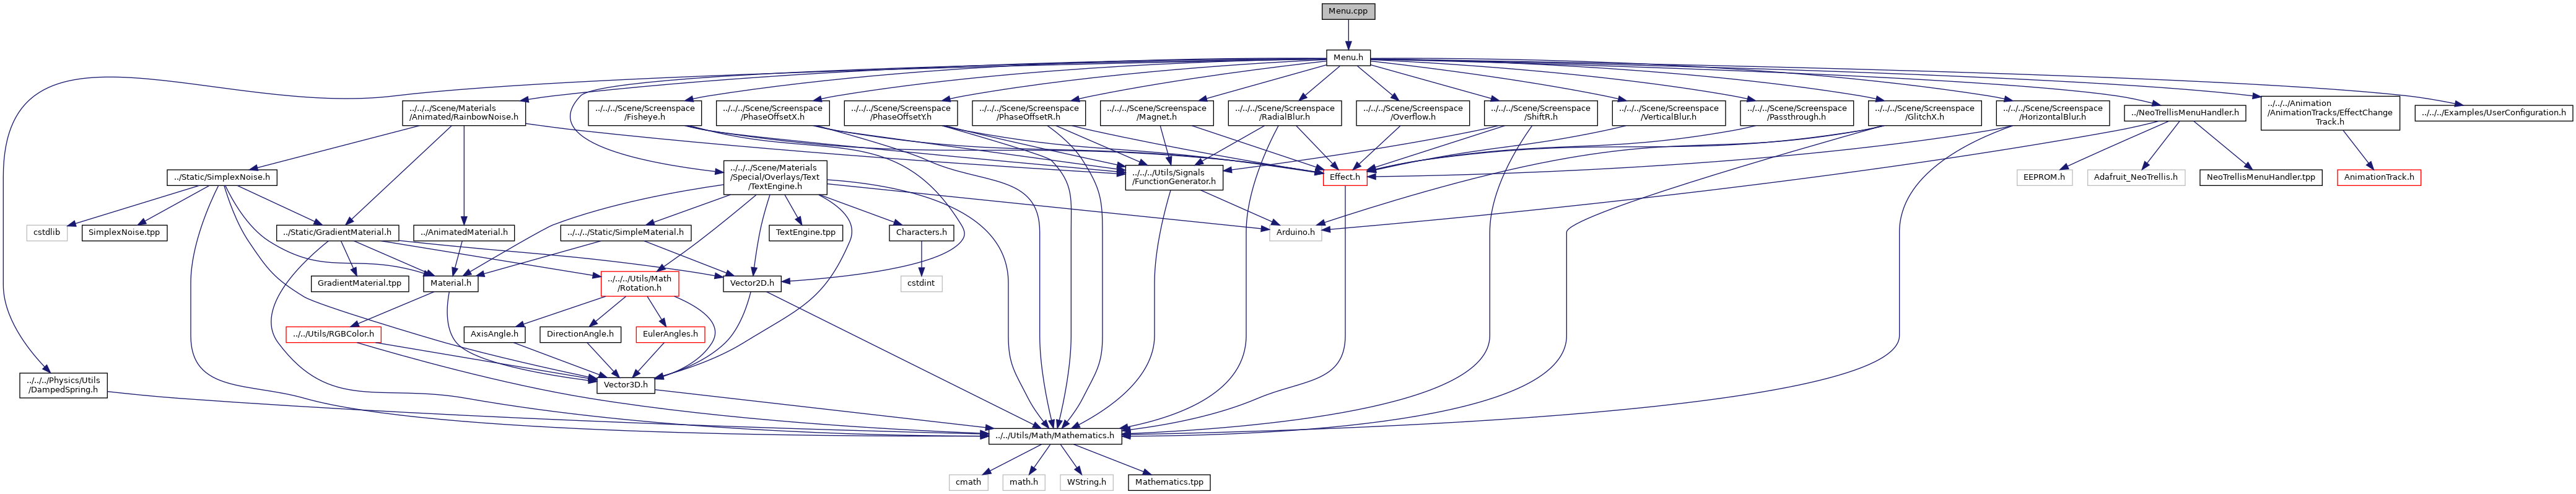 Menu.cpp
Menu.h
../../../Scene/Materials
/Animated/RainbowNoise.h
../../../Scene/Screenspace
/Fisheye.h
../../../Scene/Screenspace
/PhaseOffsetX.h
../../../Scene/Screenspace
/PhaseOffsetY.h
../../../Scene/Screenspace
/PhaseOffsetR.h
../../../Scene/Screenspace
/Magnet.h
../../../Scene/Screenspace
/RadialBlur.h
../../../Scene/Screenspace
/Overflow.h
../../../Scene/Screenspace
/ShiftR.h
../../../Scene/Screenspace
/VerticalBlur.h
../../../Scene/Screenspace
/Passthrough.h
../../../Scene/Screenspace
/GlitchX.h
../../../Scene/Screenspace
/HorizontalBlur.h
../NeoTrellisMenuHandler.h
../../../Animation
/AnimationTracks/EffectChange
Track.h
../../../Examples/UserConfiguration.h
../Static/SimplexNoise.h
../../../Scene/Materials
/Special/Overlays/Text
/TextEngine.h
../../../Utils/Signals
/FunctionGenerator.h
Effect.h
EEPROM.h
Adafruit_NeoTrellis.h
NeoTrellisMenuHandler.tpp
AnimationTrack.h
cstdlib
SimplexNoise.tpp
../Static/GradientMaterial.h
../AnimatedMaterial.h
../../../Static/SimpleMaterial.h
TextEngine.tpp
Characters.h
Arduino.h
GradientMaterial.tpp
Material.h
../../../Utils/Math
/Rotation.h
Vector2D.h
cstdint
../../Utils/RGBColor.h
AxisAngle.h
DirectionAngle.h
EulerAngles.h
../../../Physics/Utils
/DampedSpring.h
Vector3D.h
../../Utils/Math/Mathematics.h
cmath
math.h
WString.h
Mathematics.tpp